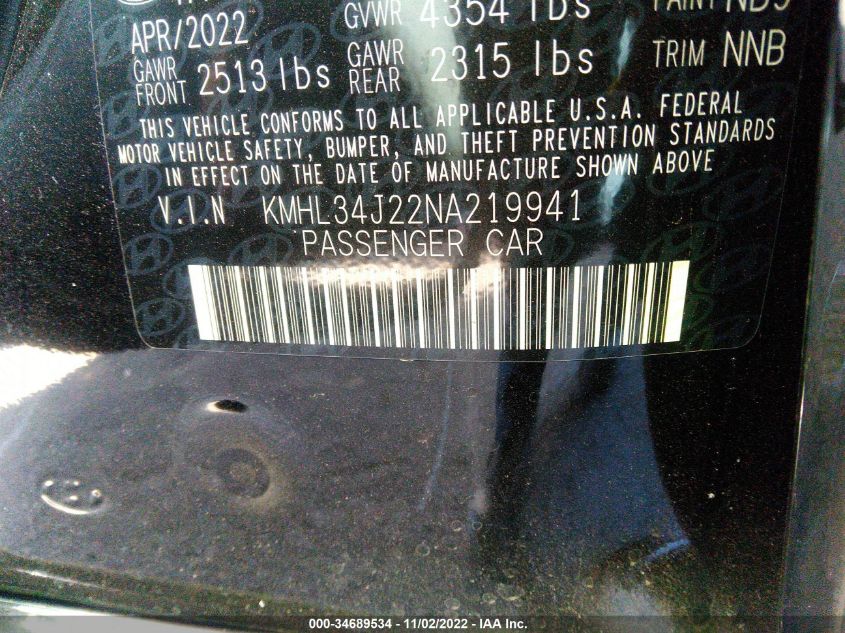 GVWR 4354 lbs
APR/2022
GAWR FRONT 2513 lbs GAWR REAR 2315 lbs TRIM NNB
THIS VEHICLE CONFORMS TO ALL APPLICABLE U.S.A. FEDERAL
MOTOR VEHICLE SAFETY, BUMPER, AND THEFT PREVENTION STANDARDS
IN EFFECT ON THE DATE OF MANUFACTURE SHOWN ABOVE
V.I.N KMHL34J22NA219941
PASSENGER CAR
000-34689534 - 11/02/2022 - IAA Inc.